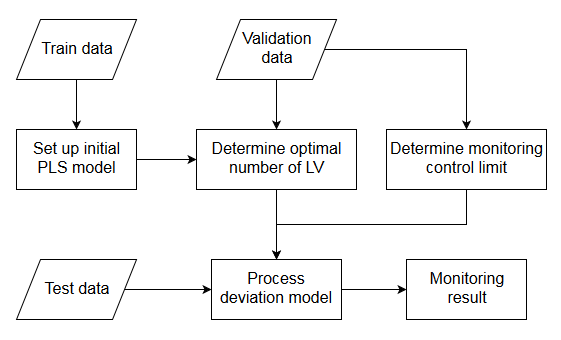 Train data
Validation
data
Set up initial
PLS model
Determine optimal
number of LV
Determine monitoring
control limit
Test data
Process
deviation model
Monitoring
result